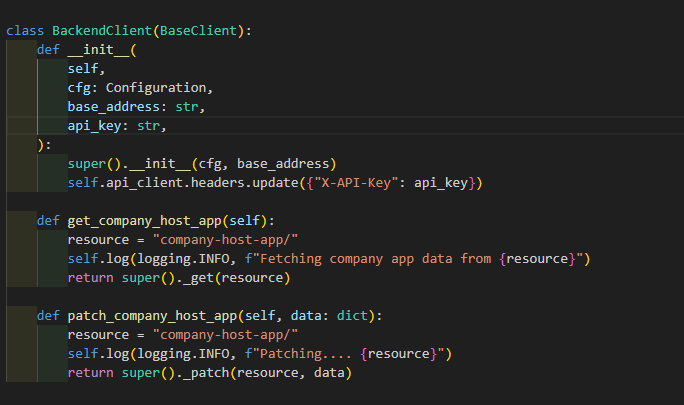 class BackendClient(BaseClient):
def __init__(
self,
cfg: Configuration,
base_address: str,
api_key: str,
):
super().__init__(cfg, base_address)
self.api_client.headers.update({"X-API-Key": api_key})
def get_company_host_app(self):
resource = "company-host-app/"
self.log(logging.INFO, f"Fetching company app data from {resource}")
return super()._get(resource)
def patch_company_host_app(self, data: dict):
resource = "company-host-app/"
self.log(logging.INFO, f"Patching.... {resource}")
return super()._patch(resource, data)